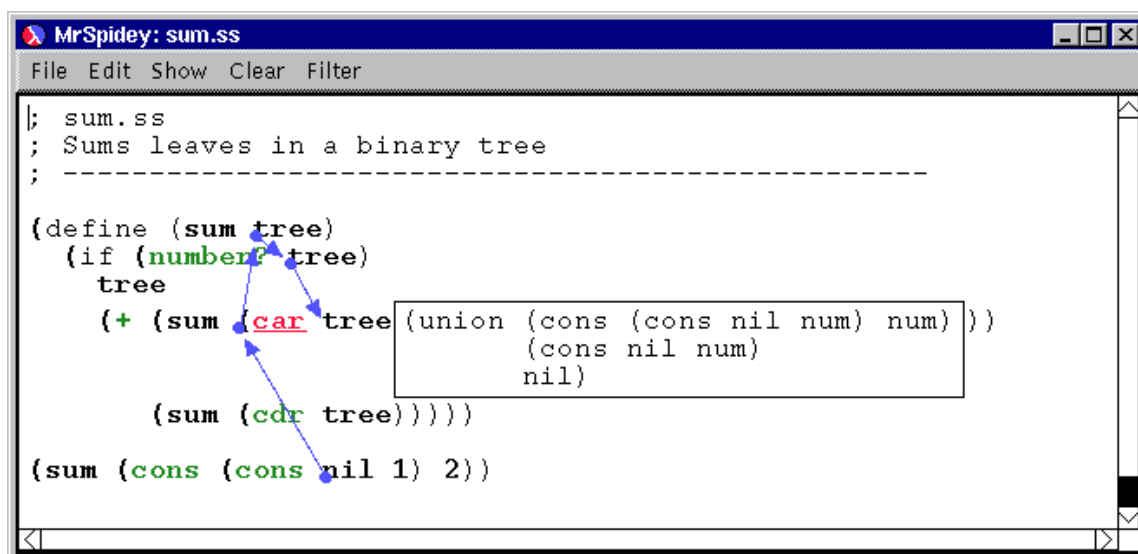 MrSpidey: sum.ss
File Edit Show Clear Filter
; sum.ss
; Sums leaves in a binary tree
; --------------------------------------------------
(define (sum tree)
(if (number? tree)
tree
(+ (sum (car tree (union (cons (cons nil num) num) ))
(cons nil num)
nil)
(sum (cdr tree)))))
(sum (cons (cons nil 1) 2))